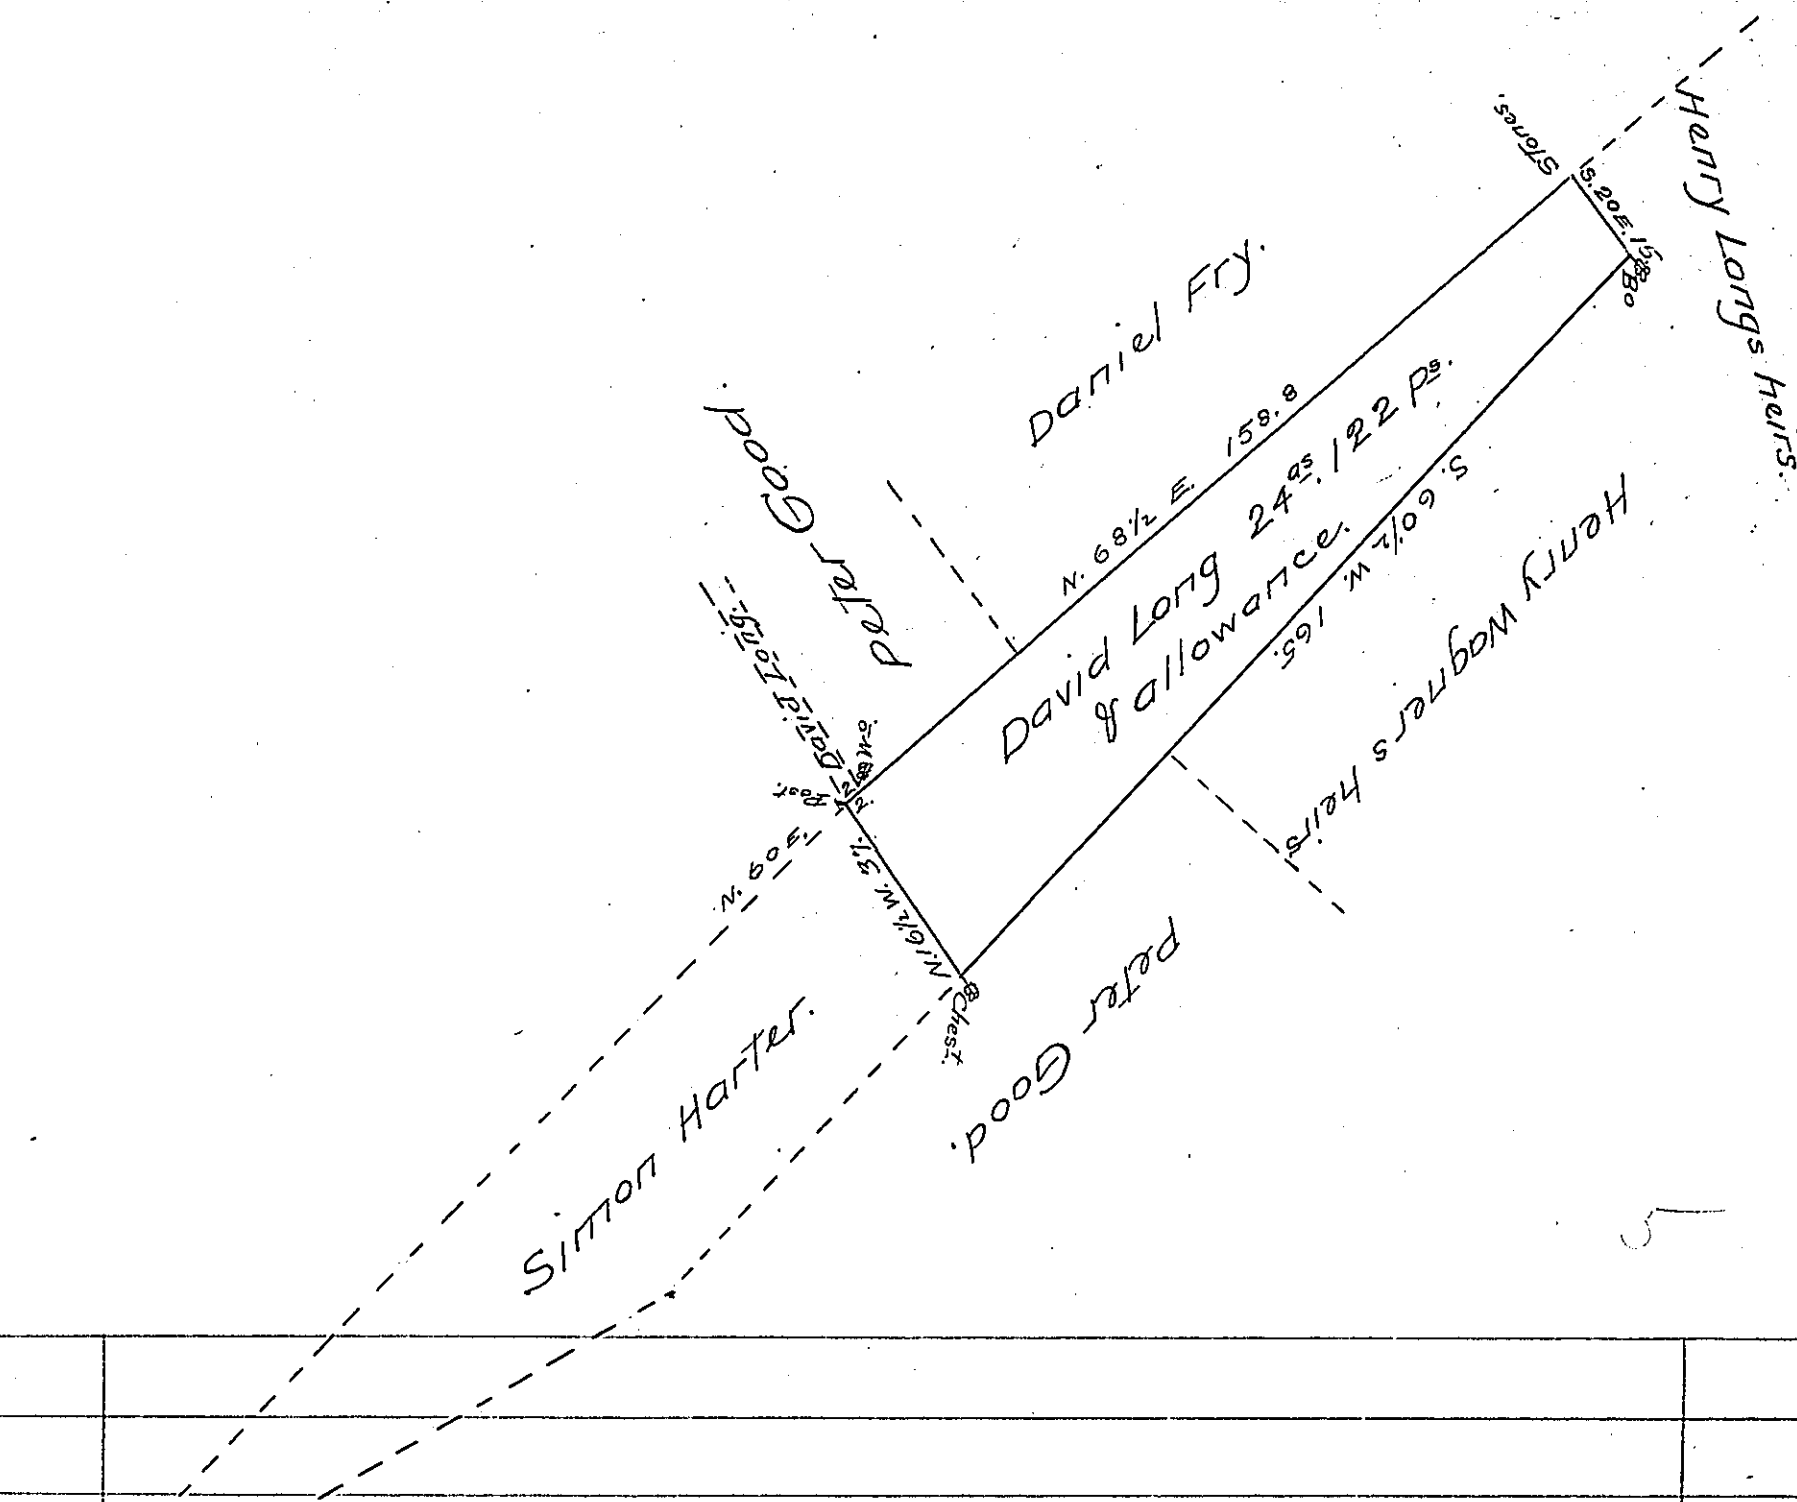 Henry Longs heirs.
Stones.
S. 20 E. 15.8
BO
Daniel Fry.
N. 68½ E. 158.8
Peter Good.
David Long 24as. 122 Ps.
& allowance.
S. 60½ W. 165.
Henry Wagners heirs
David Long.
Post.
N. 60 E.
N. 16½ W. 37.
Chest.
Peter Good.
Simon Harter.